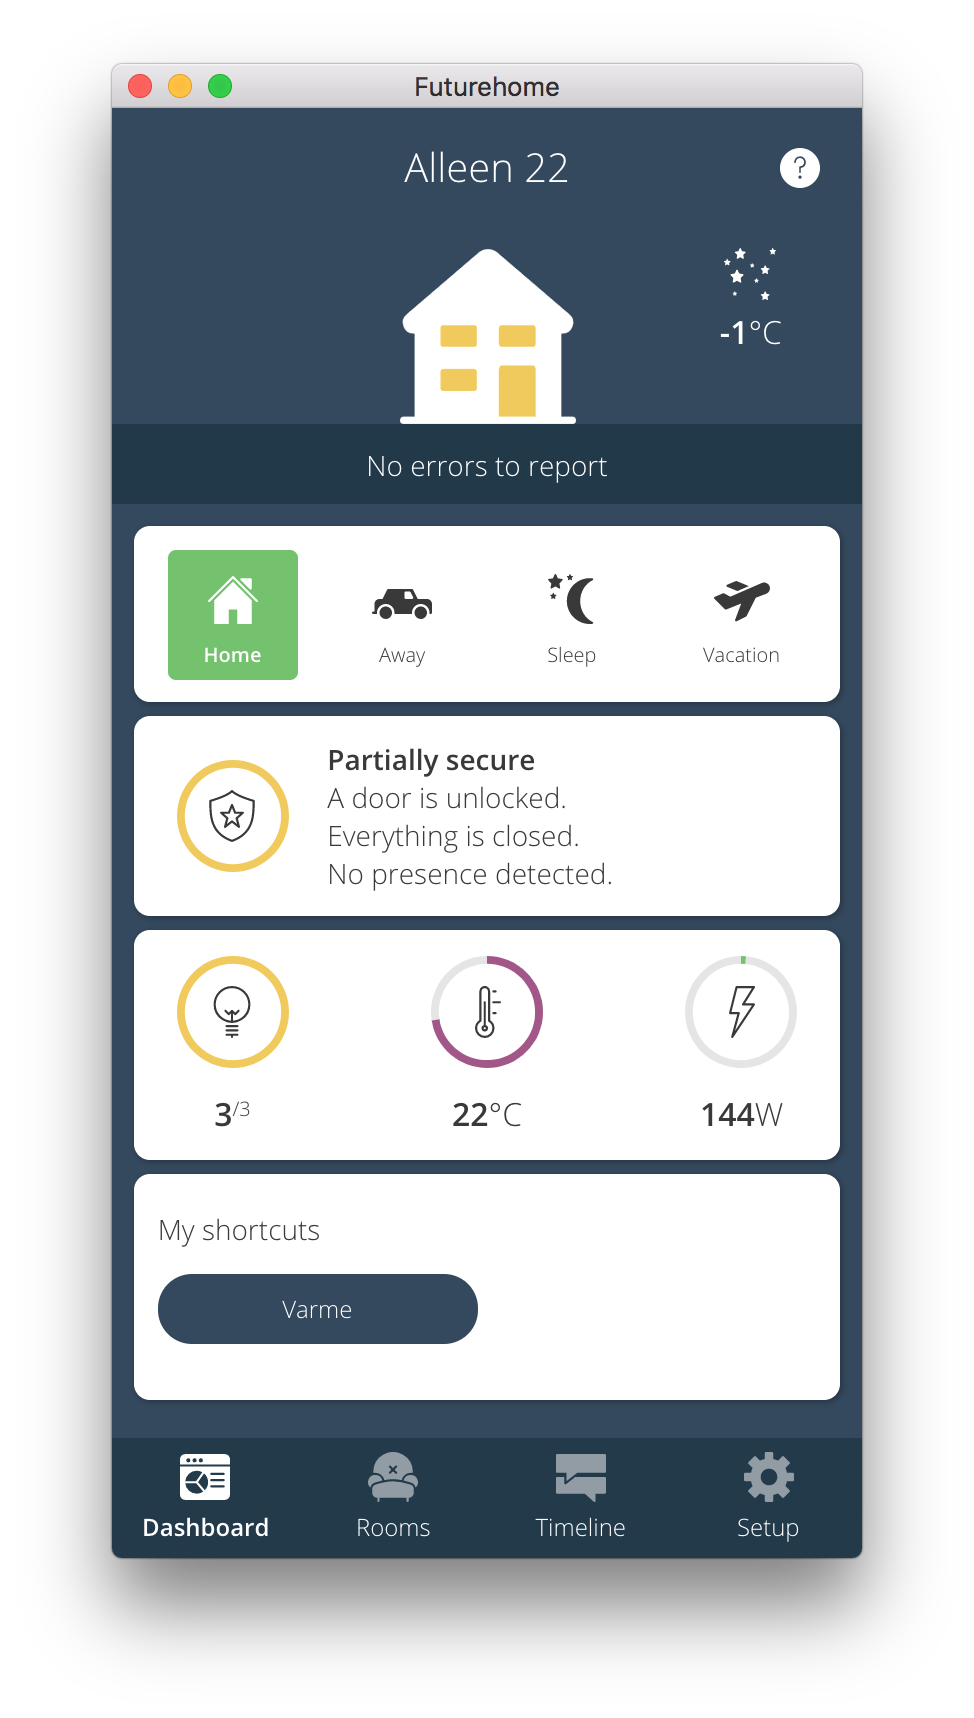 Futurehome
Alleen 22
?
-1°C
No errors to report
Home
Away
Sleep
Vacation
Partially secure
A door is unlocked.
Everything is closed.
No presence detected.
3/3
22°C
144W
My shortcuts
Varme
Dashboard
Rooms
Timeline
Setup